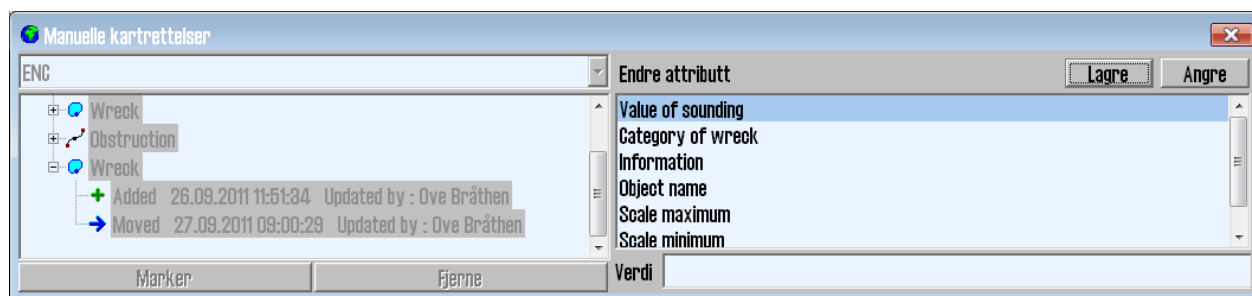 Manuelle kartrettelser
ENC
Wreck
Obstruction
Wreck
Added 26.09.2011 11:51:34 Updated by : Ove Bråthen
Moved 27.09.2011 09:00:29 Updated by : Ove Bråthen
Marker Fjerne
Endre attributt Lagre Angre
Value of sounding
Category of wreck
Information
Object name
Scale maximum
Scale minimum
Verdi